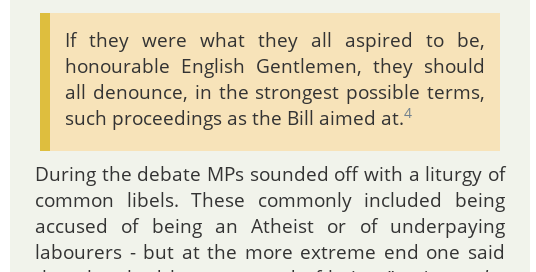 If they were what they all aspired to be,
honourable English Gentlemen, they should
all denounce, in the strongest possible terms,
such proceedings as the Bill aimed at.4
During the debate MPs sounded off with a liturgy of
common libels. These commonly included being
accused of being an Atheist or of underpaying
labourers - but at the more extreme end one said